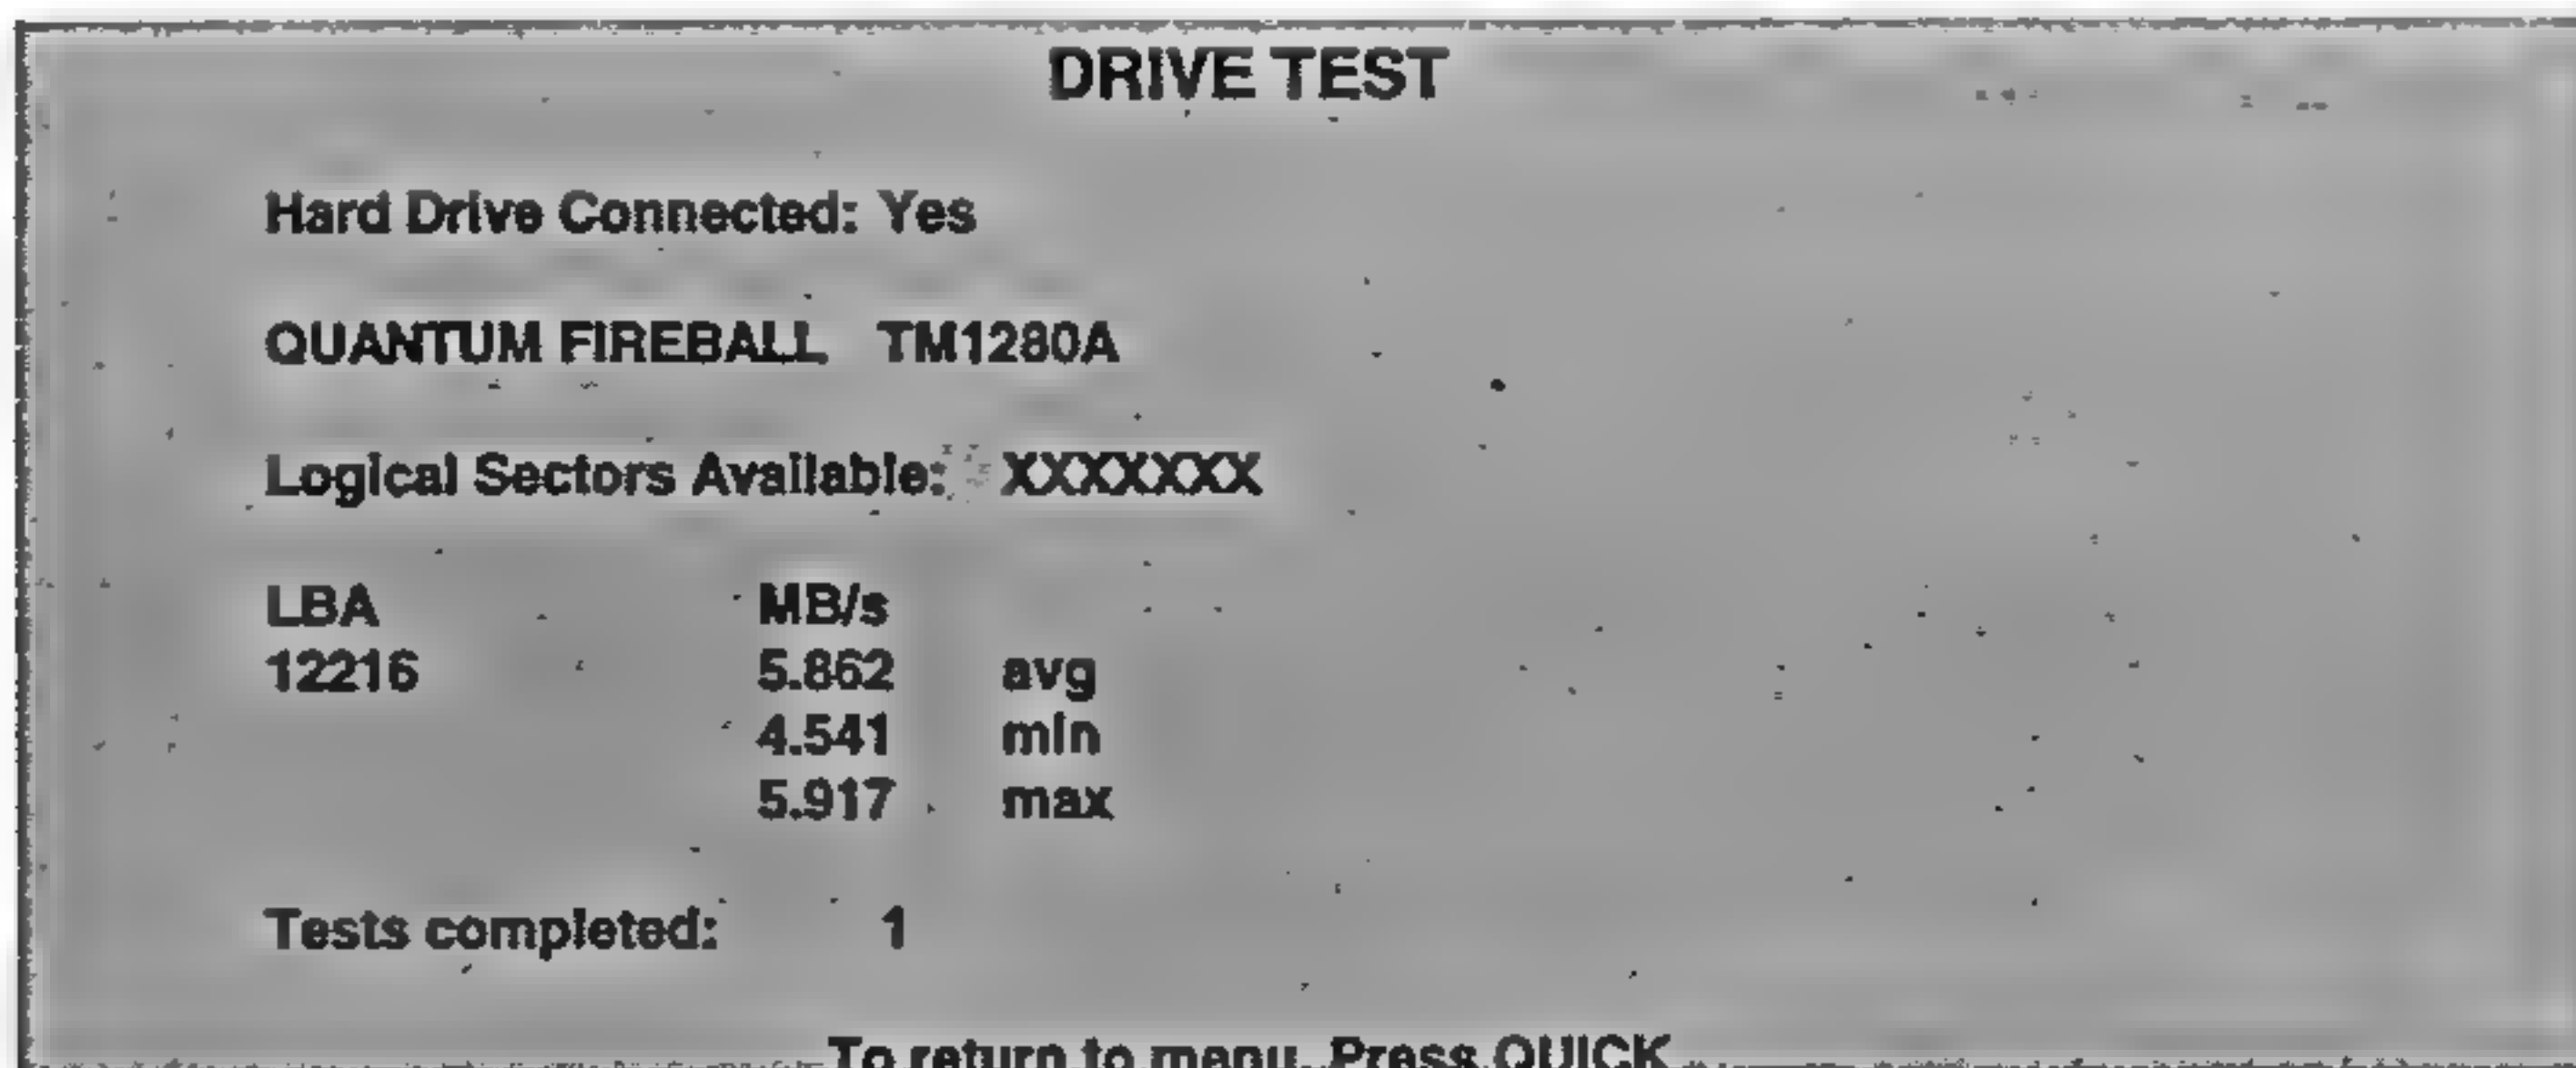 DRIVE TEST
Hard Drive Connected: Yes
QUANTUM FIREBALL TM1280A
Logical Sectors Available: XXXXXXX
LBA MB/s
12216 5.862 avg
4.541 min
5.917 max
Tests completed: 1
To return to menu, Press QUICK